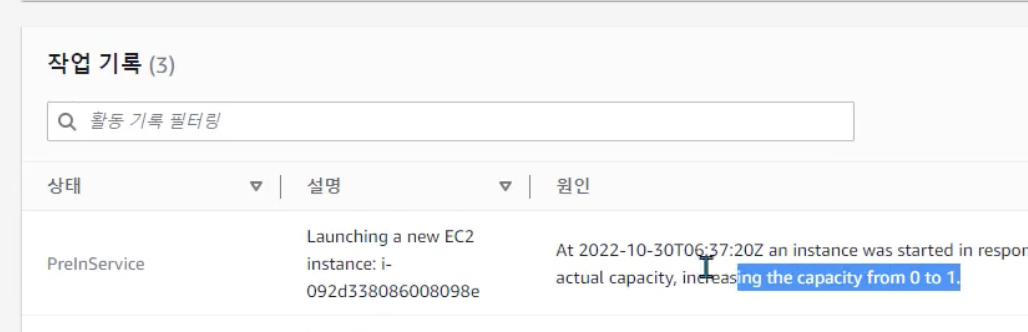 작업 기록 (3)
활동 기록 필터링
상태 설명 원인
Launching a new EC2
PreInService instance: i-
092d338086008098e
At 2022-10-30T06:37:20Z an instance was started in
actual capacity, increasing the capacity from 0 to 1.